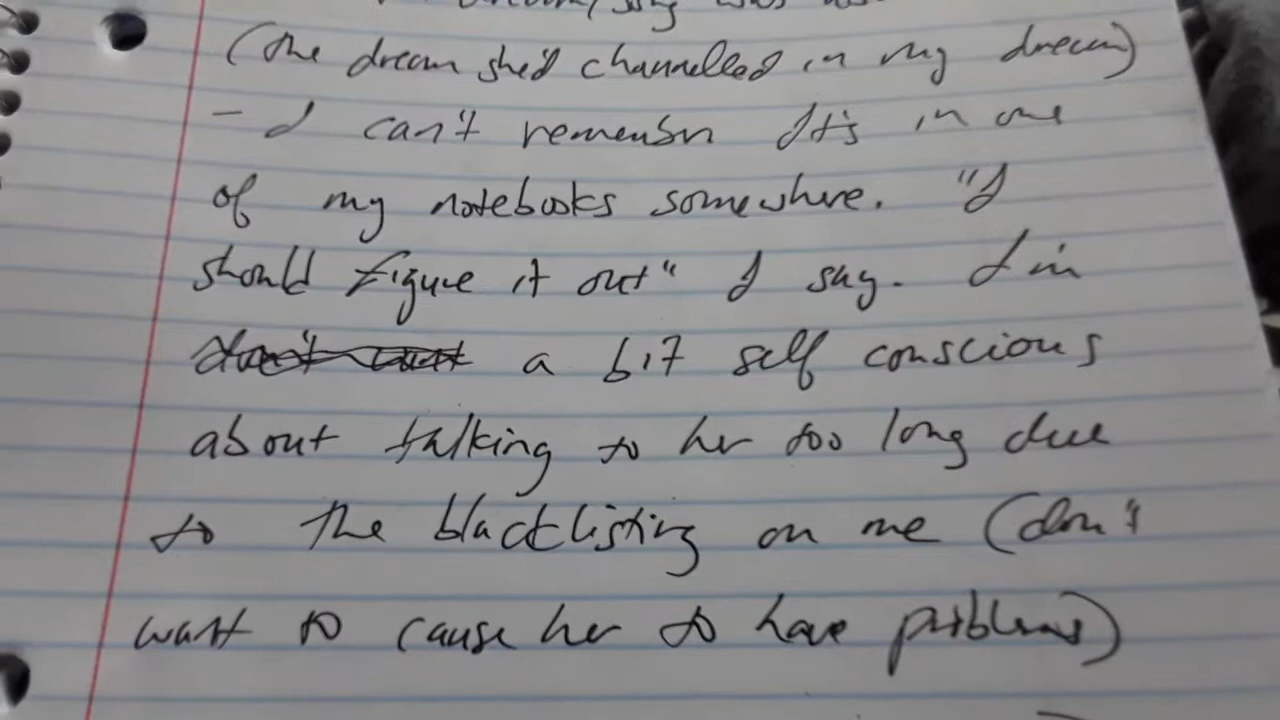 (the dream she'd channelled in my dream)
- I can't remember It's in one
of my notebooks somewhere. "I
should figure it out" I say. I'm
don't want a bit self conscious
about talking to her too long due
to the blacklisting on me (don't
want to cause her to have problems)